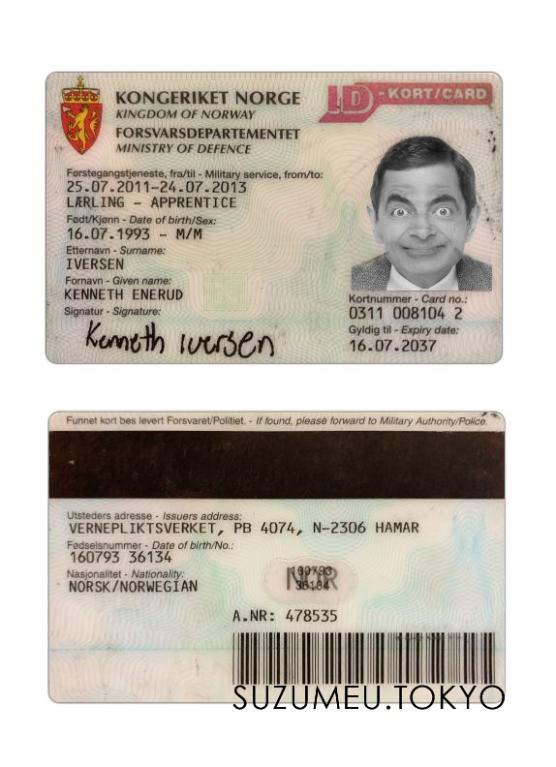 KONGERIKET NORGE
KINGDOM OF NORWAY
FORSVARSDEPARTEMENTET
MINISTRY OF DEFENCE
ID-KORT/CARD
Førstegangstjeneste, fra/til - Military service, from/to:
25.07.2011-24.07.2013
LÆRLING - APPRENTICE
Født/Kjønn - Date of birth/Sex:
16.07.1993 - M/M
Etternavn - Surname:
IVERSEN
Fornavn - Given name:
KENNETH ENERUD
Signatur - Signature:
Kenneth Iversen
Kortnummer - Card no.:
0311 008104 2
Gyldig til - Expiry date:
16.07.2037
Funnet kort bes levert Forsvaret/Politiet. - If found, please forward to Military Authority/Police.
Utsteders adresse - Issuers address:
VERNEPLIKTSVERKET, PB 4074, N-2306 HAMAR
Fødselsnummer - Date of birth/No.:
160793 36134
Nasjonalitet - Nationality:
NORSK/NORWEGIAN
NOR
160793
36134
A.NR: 478535
SUZUMEU.TOKYO